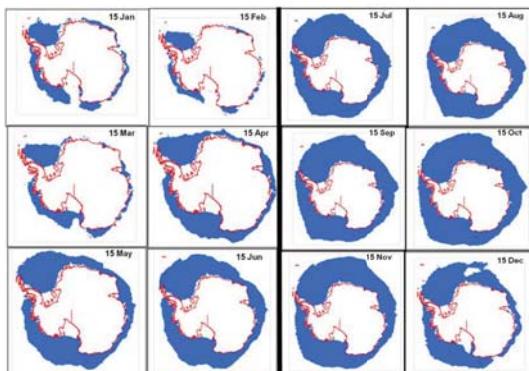 15 Jan
15 Feb
15 Jul
15 Aug
15 Mar
15 Apr
15 Sep
15 Oct
15 May
15 Jun
15 Nov
15 Dec